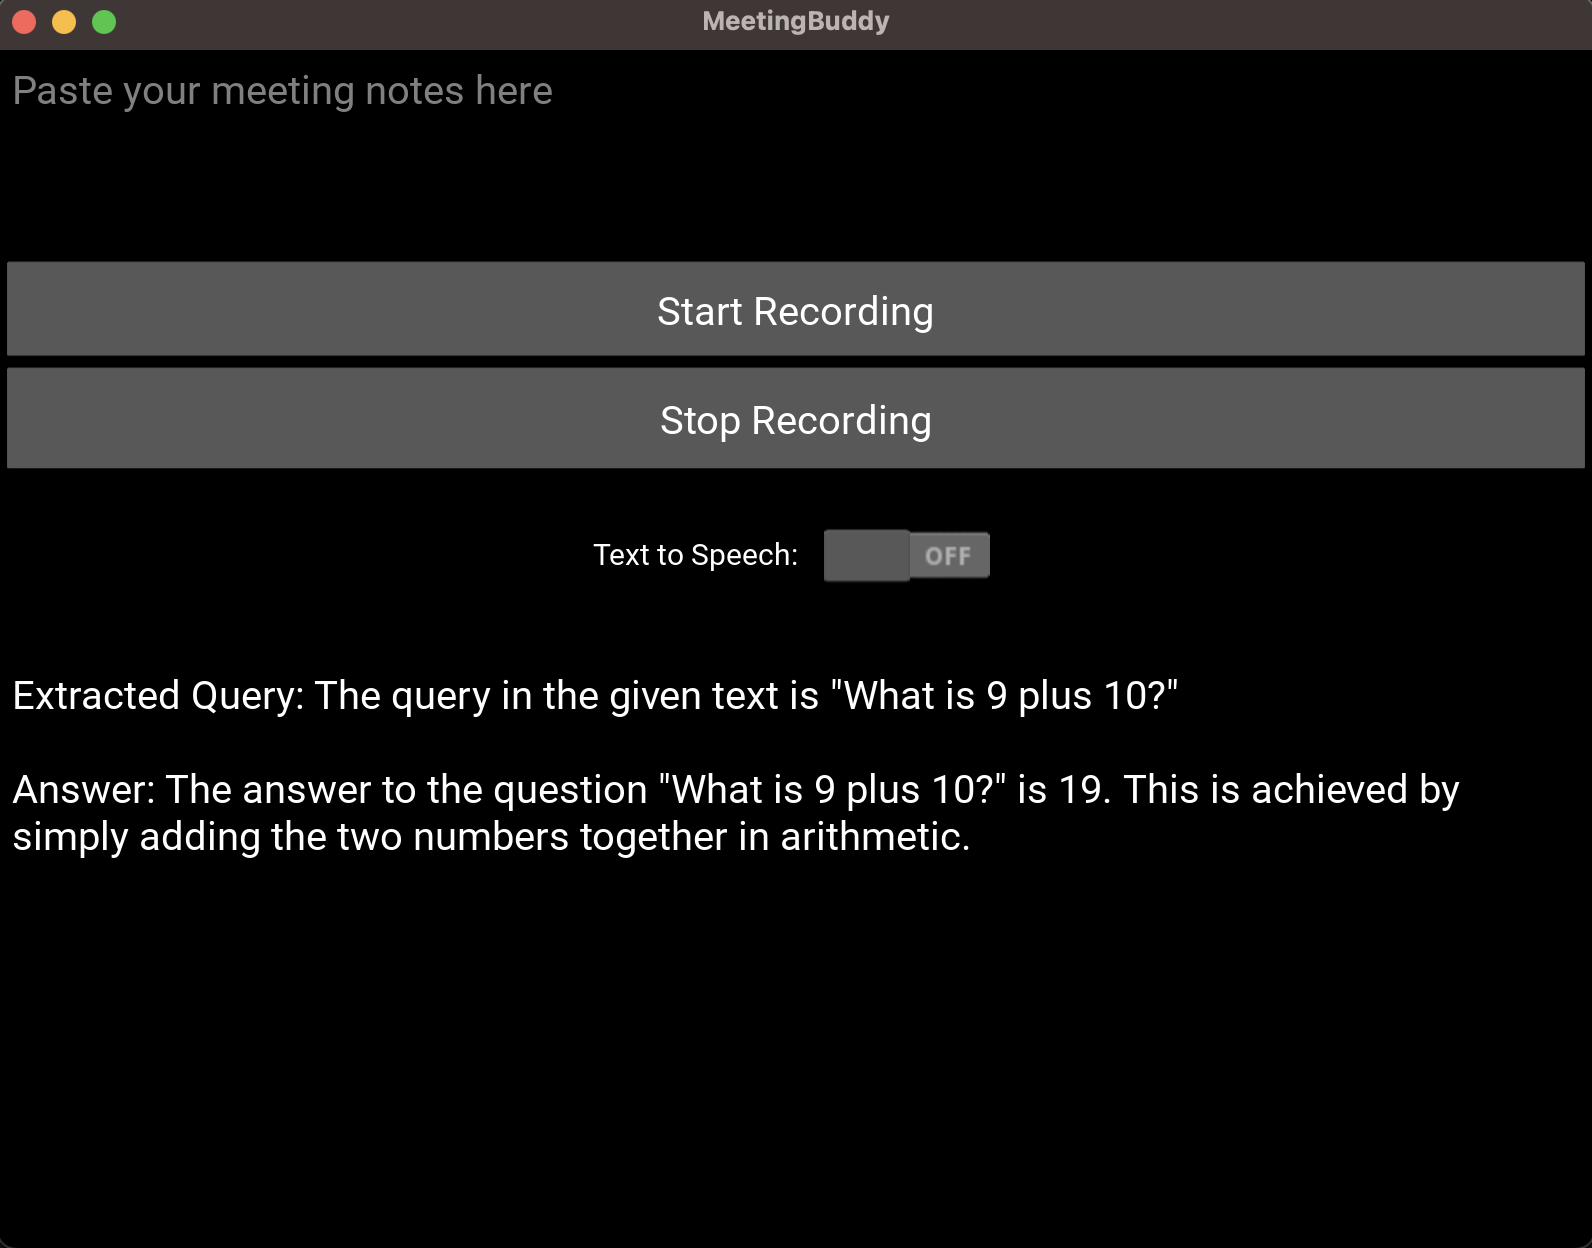 MeetingBuddy
Paste your meeting notes here
Start Recording
Stop Recording
Text to Speech: OFF
Extracted Query: The query in the given text is "What is 9 plus 10?"
Answer: The answer to the question "What is 9 plus 10?" is 19. This is achieved by
simply adding the two numbers together in arithmetic.